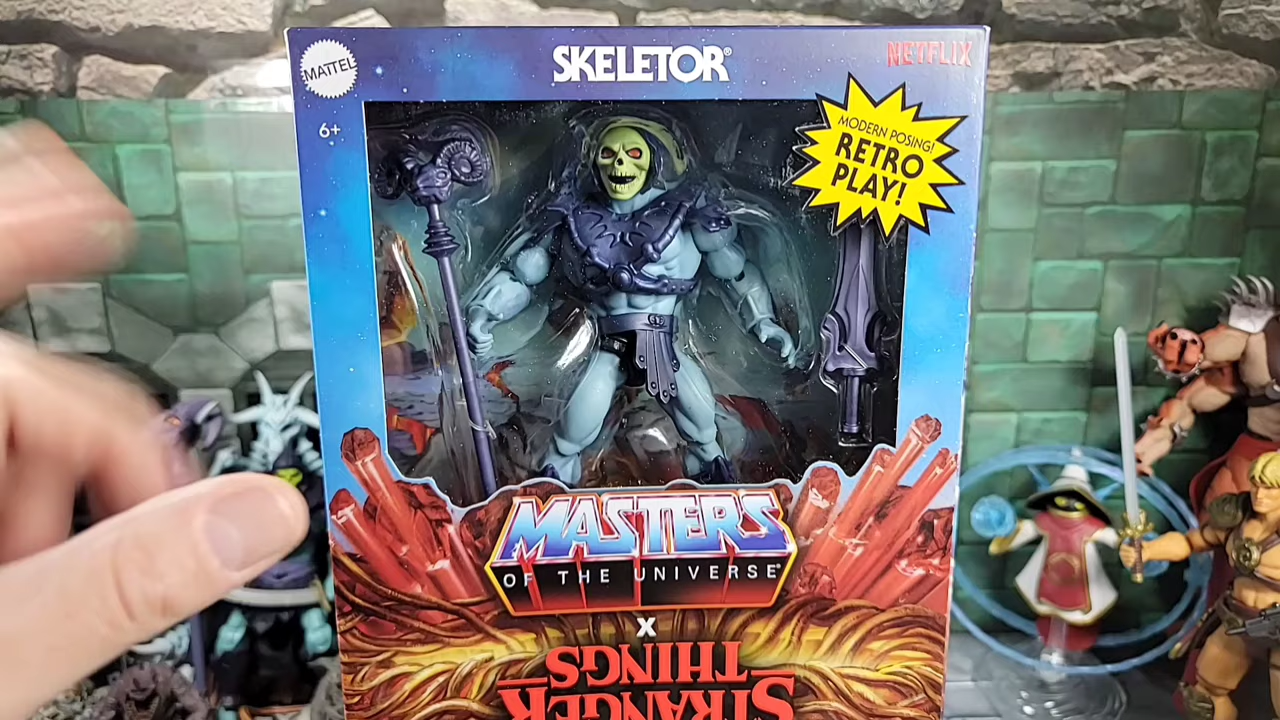 MATTEL
SKELETOR®
NETFLIX
6+
MODERN POSING!
RETRO
PLAY!
MASTERS
OF THE UNIVERSE®
X
STRANGER
THINGS